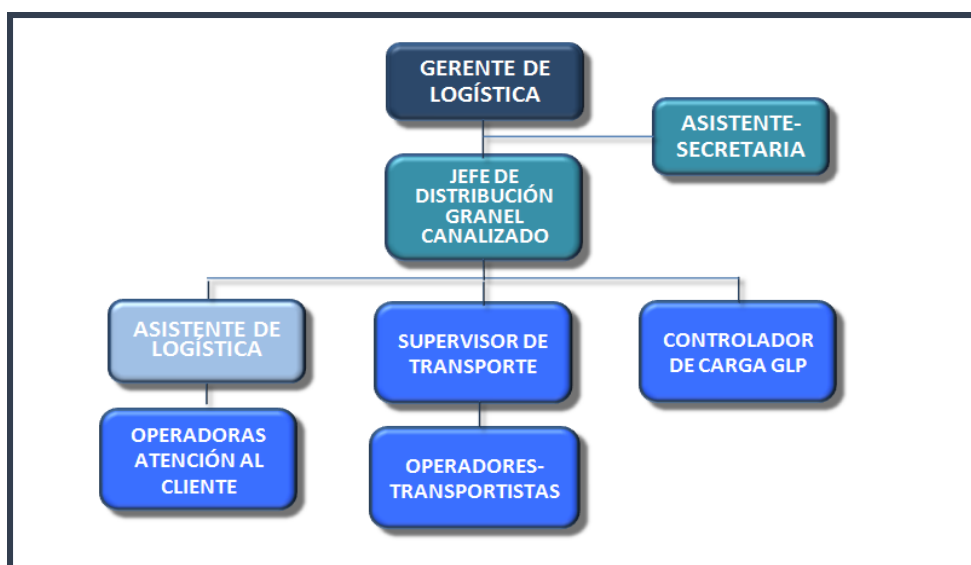 GERENTE DE
LOGÍSTICA
ASISTENTE-
SECRETARIA
JEFE DE
DISTRIBUCIÓN
GRANEL
CANALIZADO
ASISTENTE DE
LOGÍSTICA
SUPERVISOR DE
TRANSPORTE
CONTROLADOR
DE CARGA GLP
OPERADORAS
ATENCIÓN AL
CLIENTE
OPERADORES-
TRANSPORTISTAS